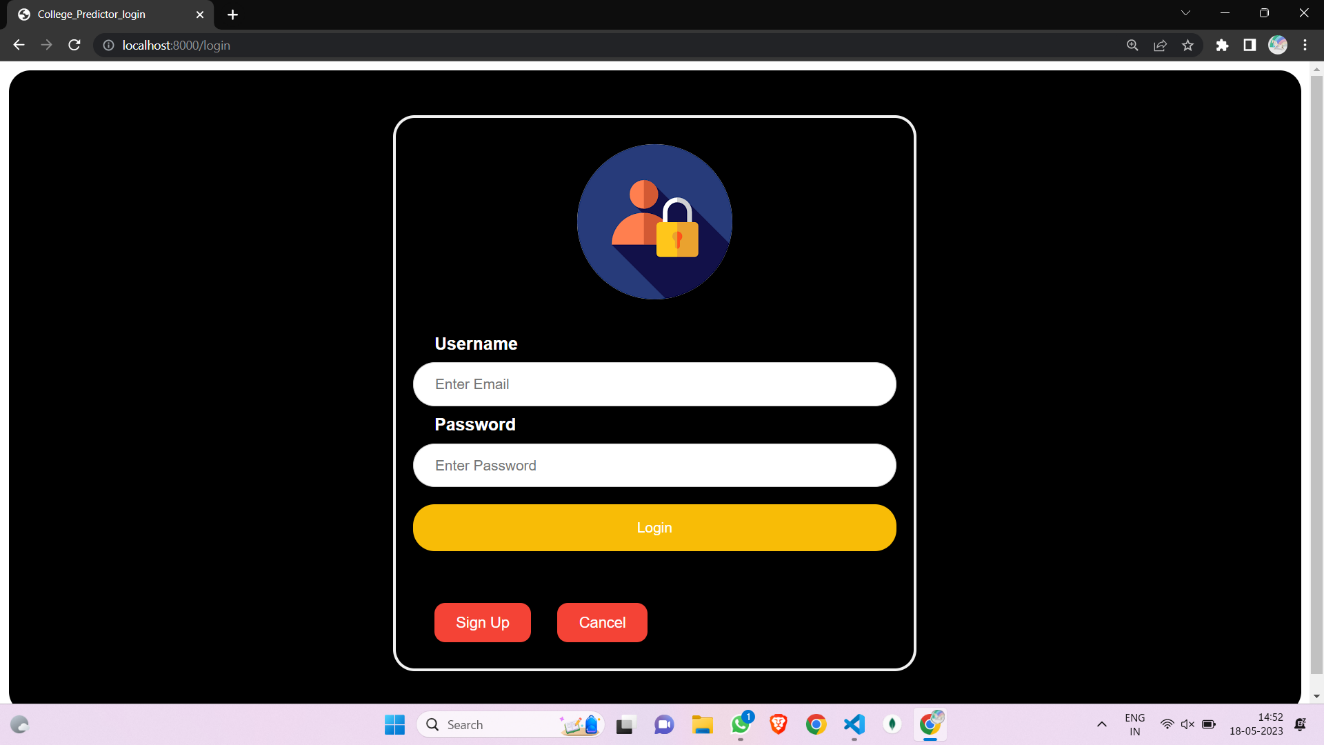 College_Predictor_login
localhost:8000/login
Username
Enter Email
Password
Enter Password
Login
Sign Up Cancel
Search
1
ENG
IN
14:52
18-05-2023